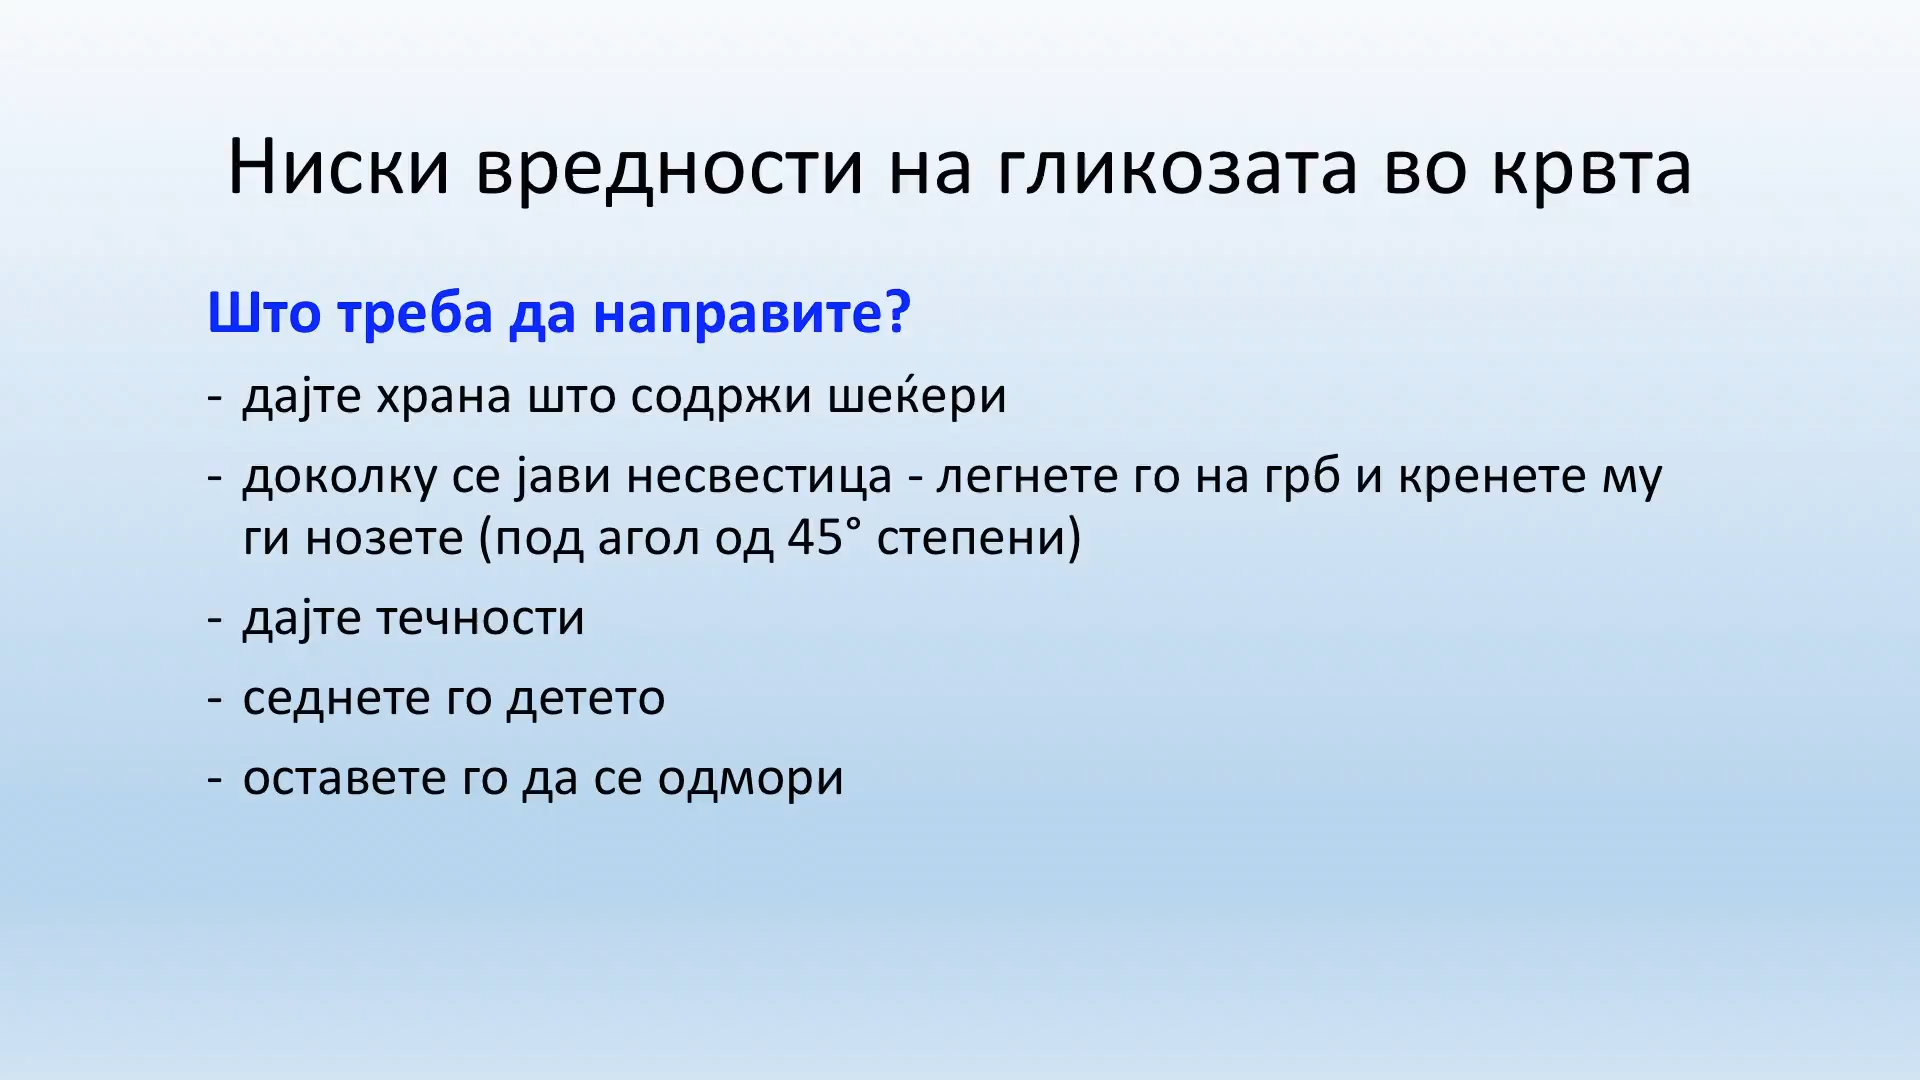 Ниски вредности на гликозата во крвта
Што треба да направите?
- дајте храна што содржи шеќери
- доколку се јави несвестица - легнете го на грб и кренете му
ги нозете (под агол од 45° степени)
- дајте течности
- седнете го детето
- оставете го да се одмори